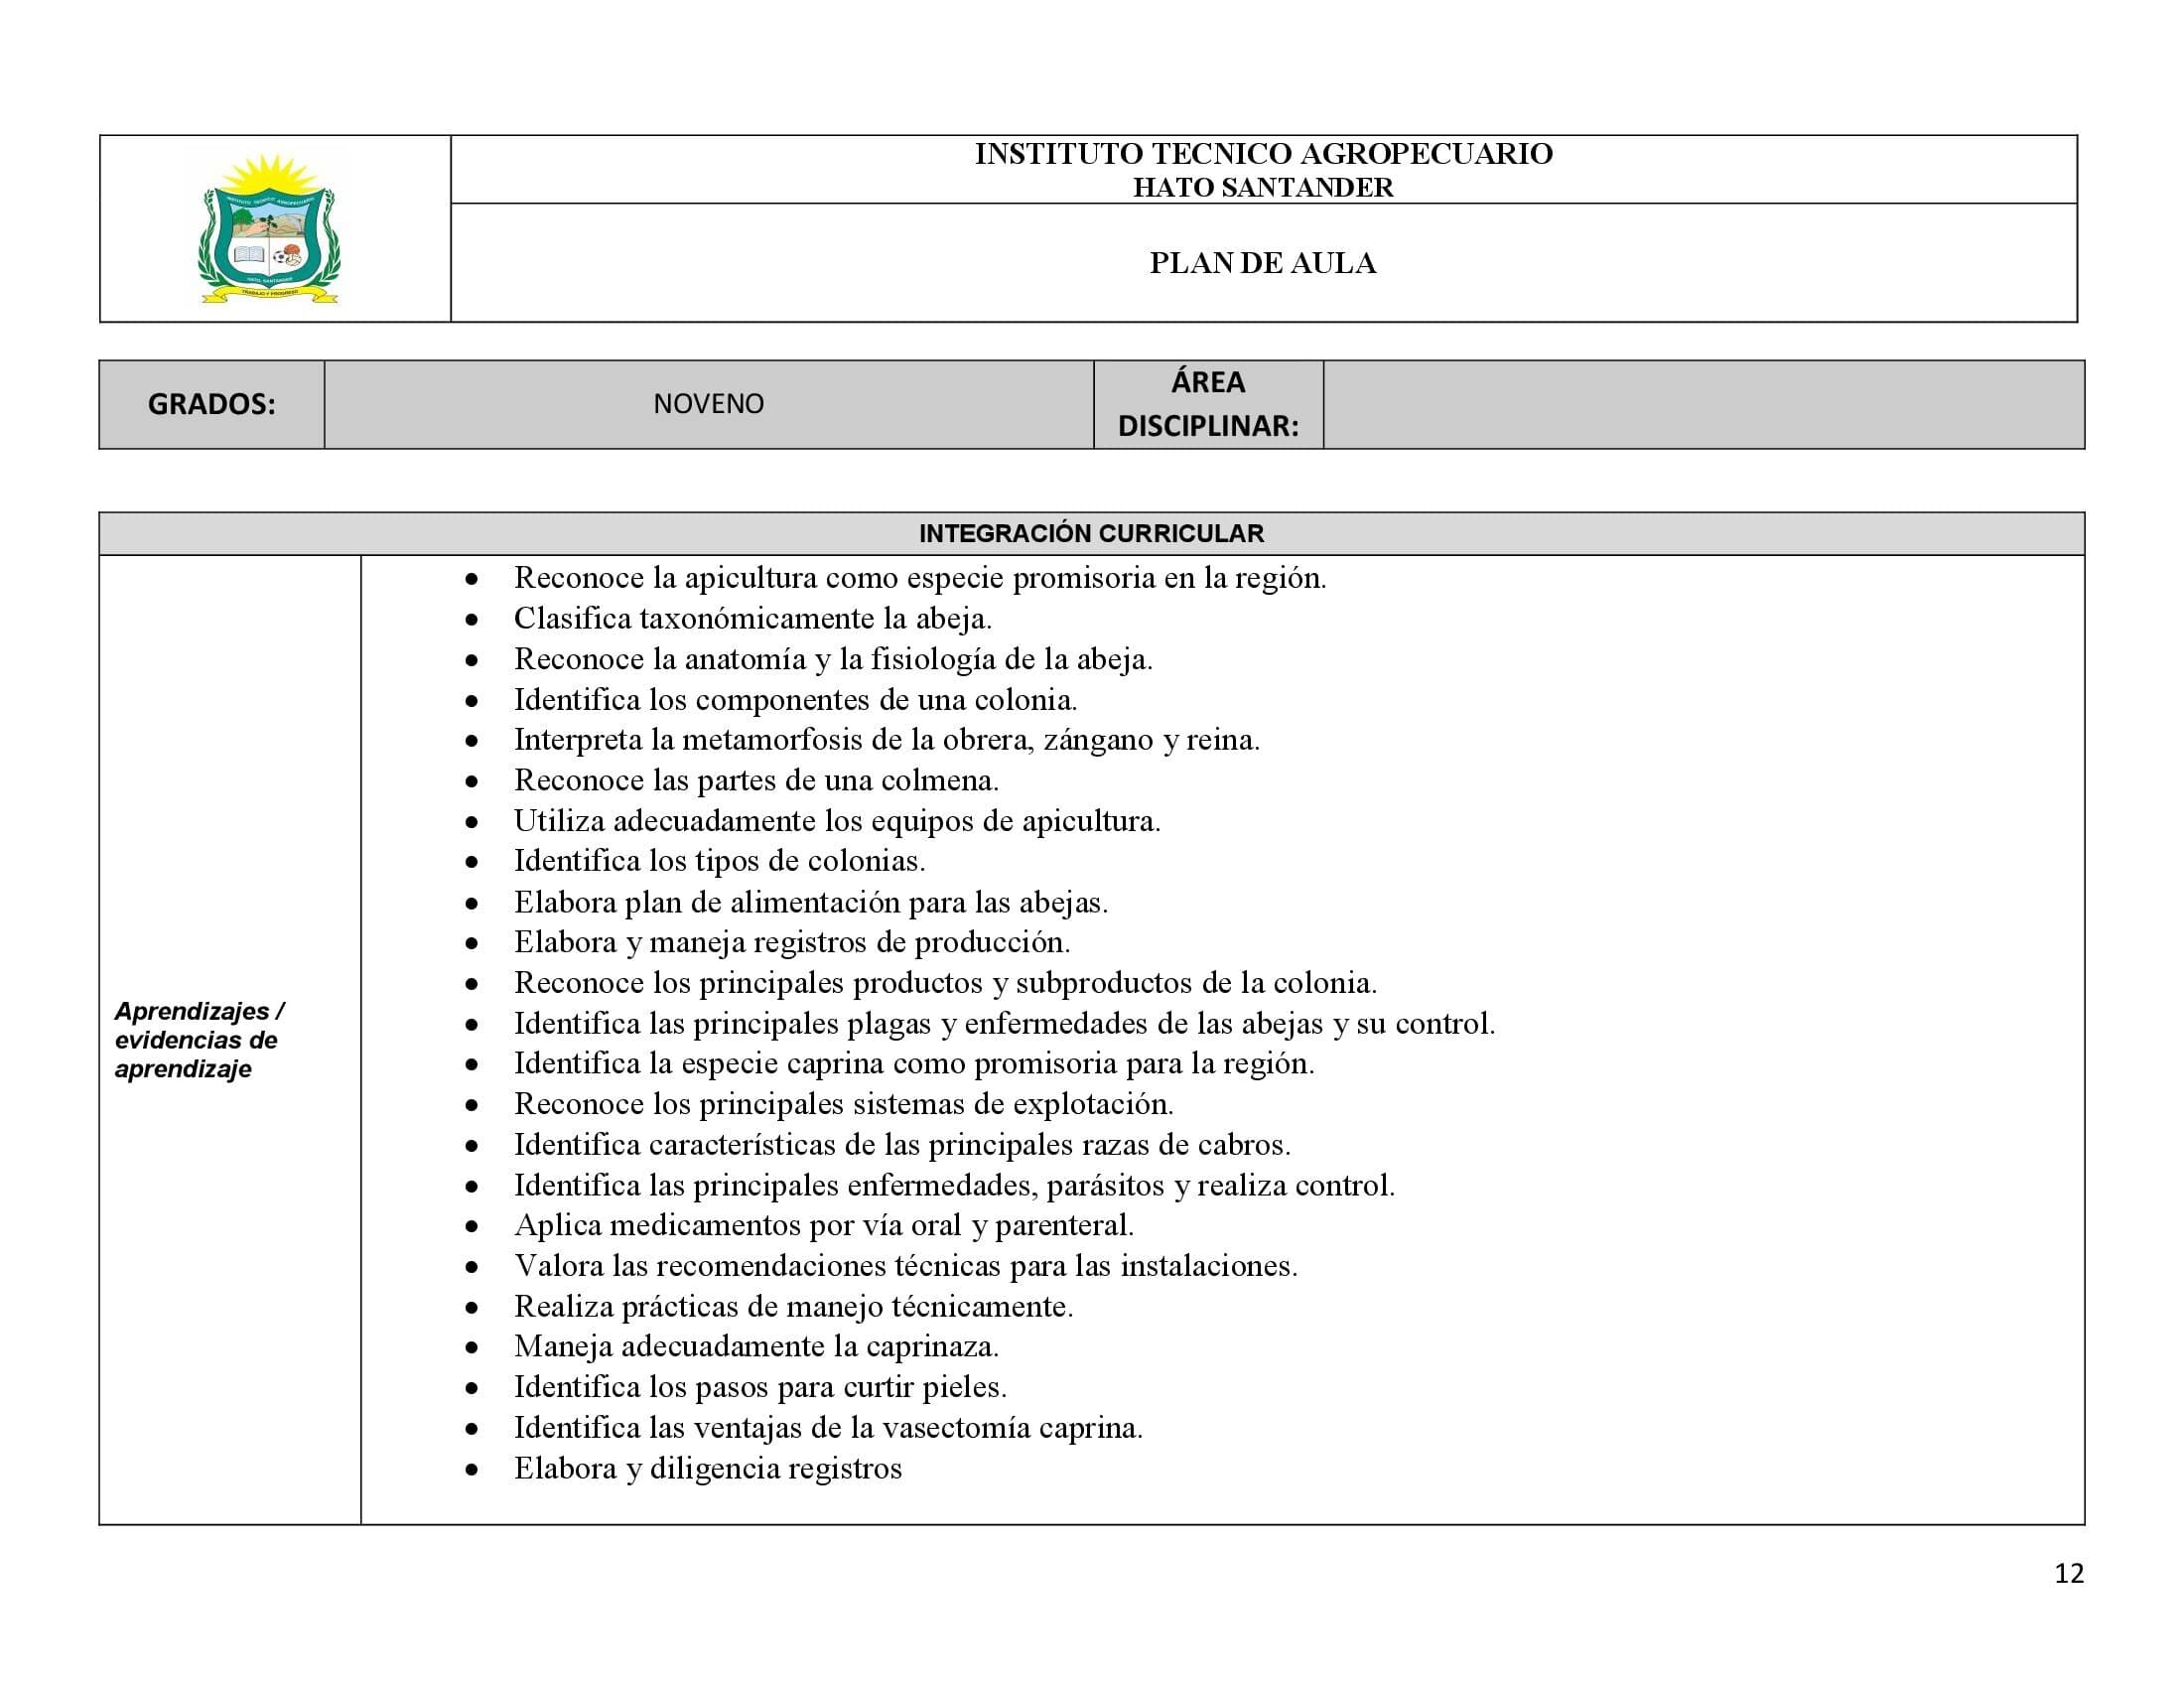 INSTITUTO TECNICO AGROPECUARIO
HATO SANTANDER
PLAN DE AULA
INSTITUTO TECNICO AGROPECUARIO
HATO SANTANDER
TRABAJO Y PROGRESO
GRADOS:
NOVENO
ÁREA
DISCIPLINAR:
INTEGRACIÓN CURRICULAR
Aprendizajes /
evidencias de
aprendizaje
• Reconoce la apicultura como especie promisoria en la región.
• Clasifica taxonómicamente la abeja.
• Reconoce la anatomía y la fisiología de la abeja.
• Identifica los componentes de una colonia.
• Interpreta la metamorfosis de la obrera, zángano y reina.
• Reconoce las partes de una colmena.
• Utiliza adecuadamente los equipos de apicultura.
• Identifica los tipos de colonias.
• Elabora plan de alimentación para las abejas.
• Elabora y maneja registros de producción.
• Reconoce los principales productos y subproductos de la colonia.
• Identifica las principales plagas y enfermedades de las abejas y su control.
• Identifica la especie caprina como promisoria para la región.
• Reconoce los principales sistemas de explotación.
• Identifica características de las principales razas de cabros.
• Identifica las principales enfermedades, parásitos y realiza control.
• Aplica medicamentos por vía oral y parenteral.
• Valora las recomendaciones técnicas para las instalaciones.
• Realiza prácticas de manejo técnicamente.
• Maneja adecuadamente la caprinaza.
• Identifica los pasos para curtir pieles.
• Identifica las ventajas de la vasectomía caprina.
• Elabora y diligencia registros
12